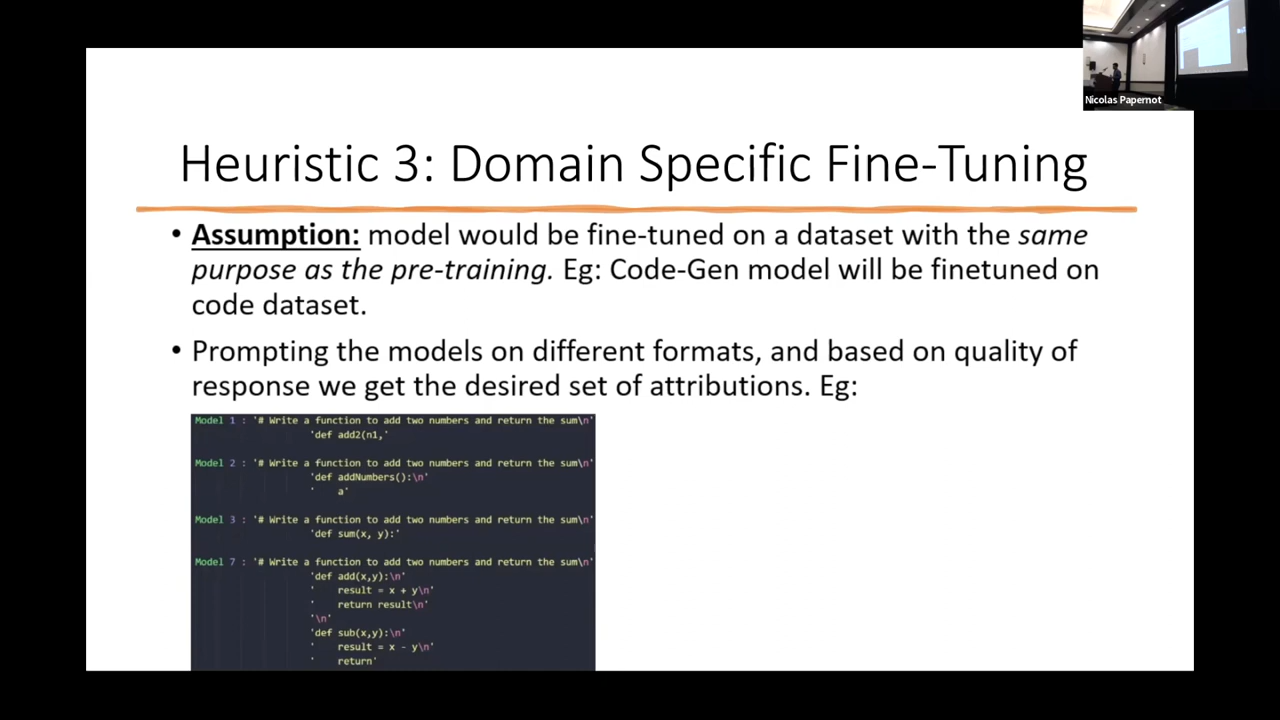 Nicolas Papernot
Heuristic 3: Domain Specific Fine-Tuning
• Assumption: model would be fine-tuned on a dataset with the same
purpose as the pre-training. Eg: Code-Gen model will be finetuned on
code dataset.
• Prompting the models on different formats, and based on quality of
response we get the desired set of attributions. Eg:
Model 1 : '# Write a function to add two numbers and return the sum\n'
'def add2(n1,'
Model 2 : '# Write a function to add two numbers and return the sum\n'
'def addNumbers():\n'
'    a'
Model 3 : '# Write a function to add two numbers and return the sum\n'
'def sum(x, y):'
Model 7 : '# Write a function to add two numbers and return the sum\n'
'def add(x,y):\n'
'    result = x + y\n'
'    return result\n'
'\n'
'def sub(x,y):\n'
'    result = x - y\n'
'    return'